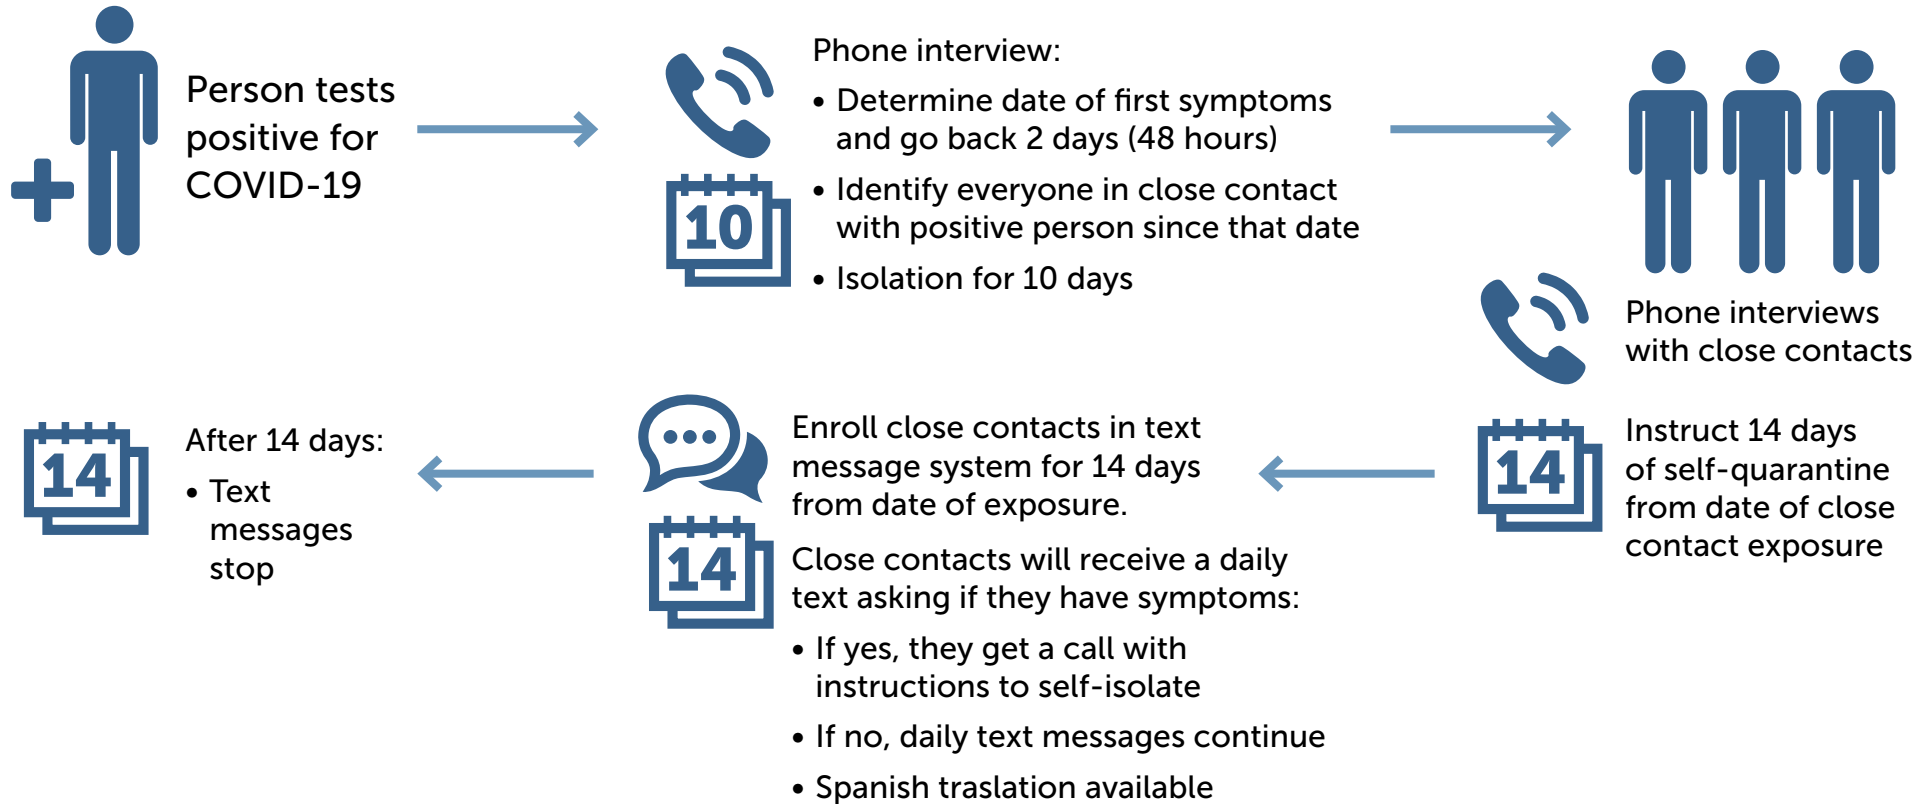 Person tests
positive for
COVID-19
Phone interview:
• Determine date of first symptoms
and go back 2 days (48 hours)
10
• Identify everyone in close contact
with positive person since that date
• Isolation for 10 days
Phone interviews
with close contacts
14
Instruct 14 days
of self-quarantine
from date of close
contact exposure
Enroll close contacts in text
message system for 14 days
from date of exposure.
14
Close contacts will receive a daily
text asking if they have symptoms:
• If yes, they get a call with
instructions to self-isolate
• If no, daily text messages continue
• Spanish traslation available
14
After 14 days:
• Text
messages
stop